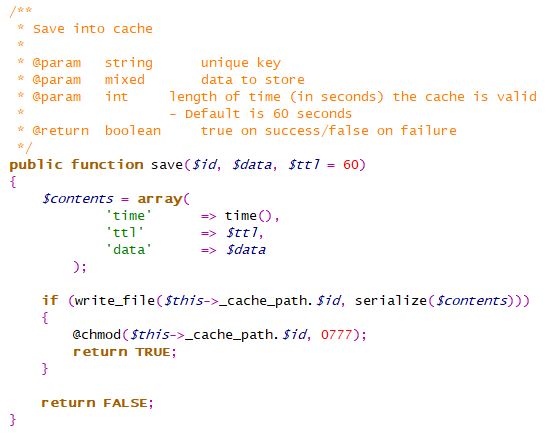 /**
 * Save into cache
 *
 * @param   string      unique key
 * @param   mixed       data to store
 * @param   int     length of time (in seconds) the cache is valid
 *                  - Default is 60 seconds
 * @return  boolean     true on success/false on failure
 */
public function save($id, $data, $ttl = 60)
{
    $contents = array(
            'time'      => time(),
            'ttl'       => $ttl,
            'data'      => $data
        );

    if (write_file($this->_cache_path.$id, serialize($contents)))
    {
        @chmod($this->_cache_path.$id, 0777);
        return TRUE;
    }

    return FALSE;
}